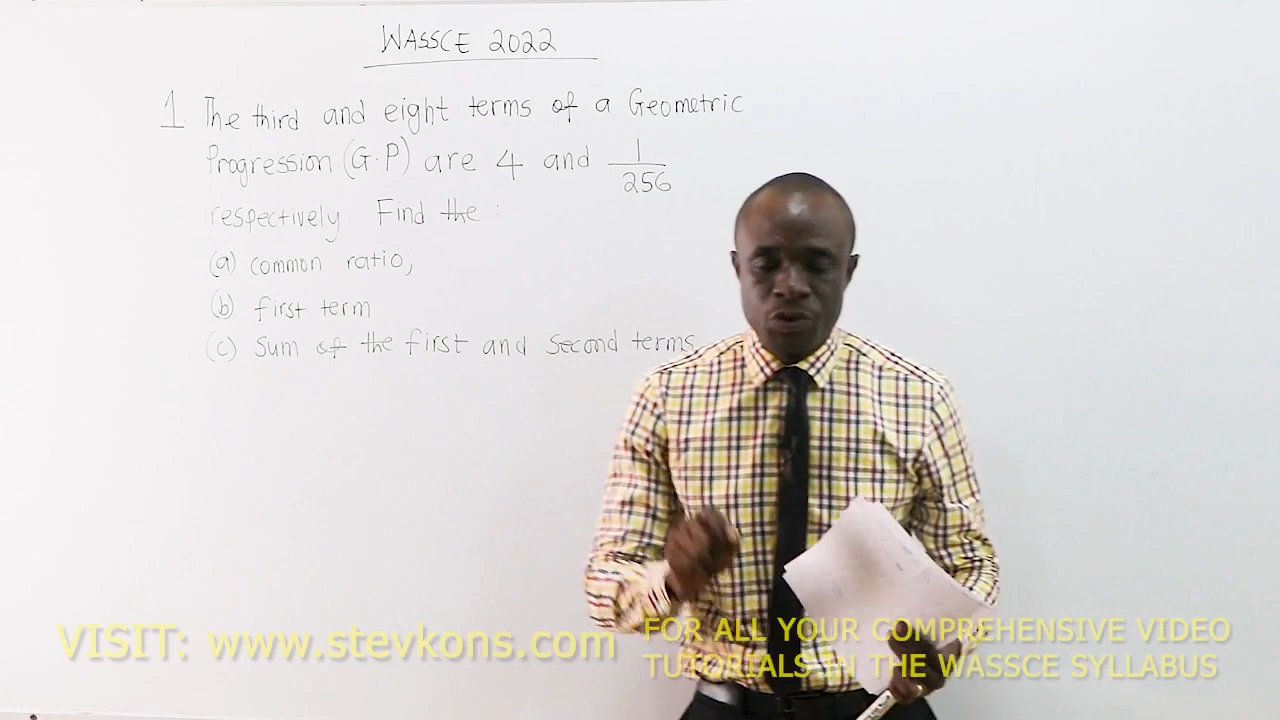 WASSCE 2022
1. The third and eight terms of a Geometric
Progression (G.P) are 4 and 1/256
respectively. Find the :
(a) common ratio,
(b) first term
(c) sum of the first and second terms
VISIT: www.stevkons.com
FOR ALL YOUR COMPREHENSIVE VIDEO
TUTORIALS IN THE WASSCE SYLLABUS